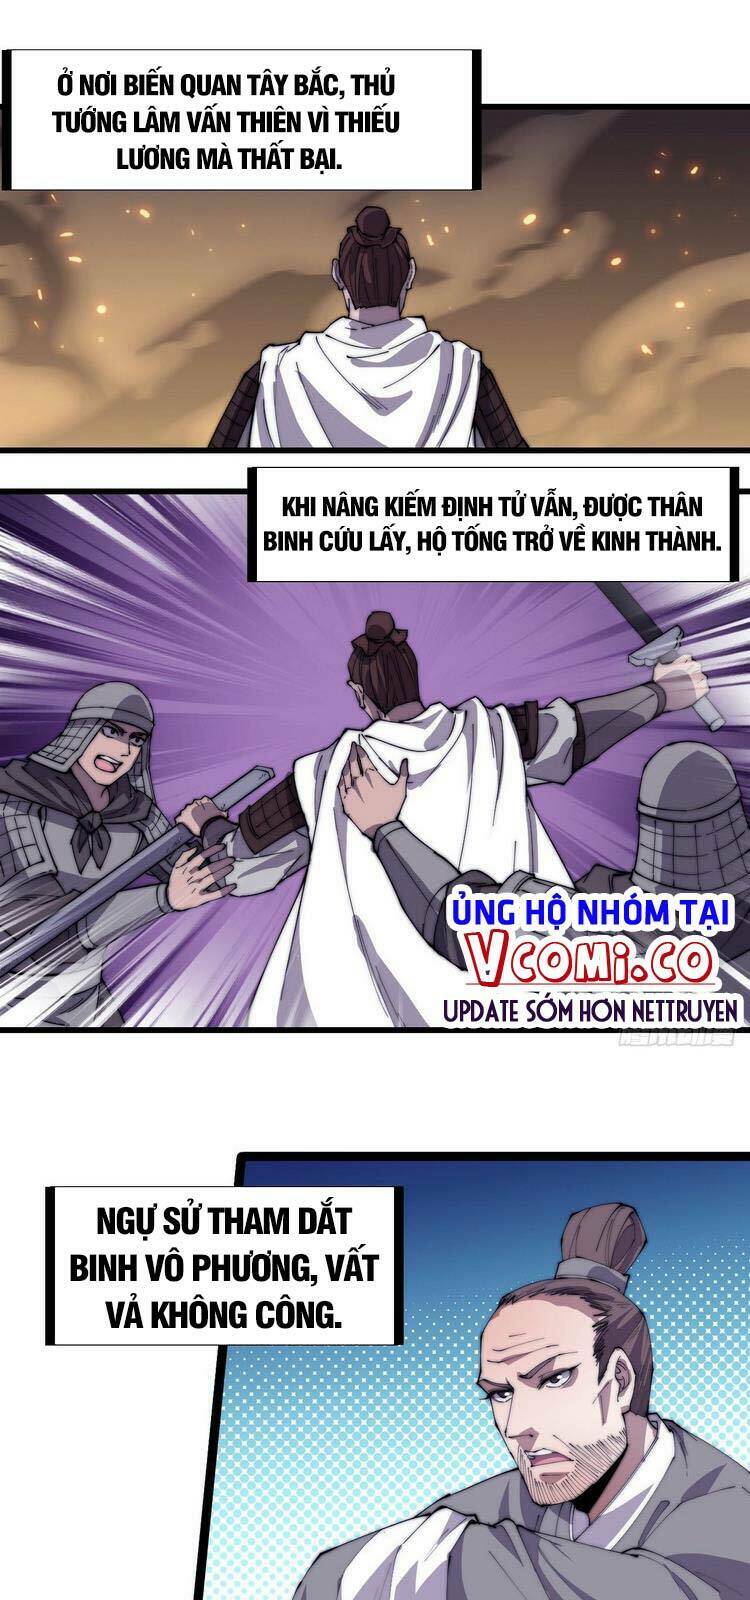 Ở NƠI BIẾN QUAN TÂY BẮC, THỦ
TƯỚNG LÂM VẤN THIÊN VÌ THIẾU
LƯƠNG MÀ THẤT BẠI.
KHI NÂNG KIẾM ĐỊNH TỬ VẪN, ĐƯỢC THÂN
BINH CỨU LẤY, HỘ TỐNG TRỞ VỀ KINH THÀNH.
ỦNG HỘ NHÓM TẠI
VCOMI.CO
UPDATE SỚM HƠN NETTRUYEN
NGỰ SỬ THAM DẮT
BINH VÔ PHƯƠNG, VẤT
VẢ KHÔNG CÔNG.